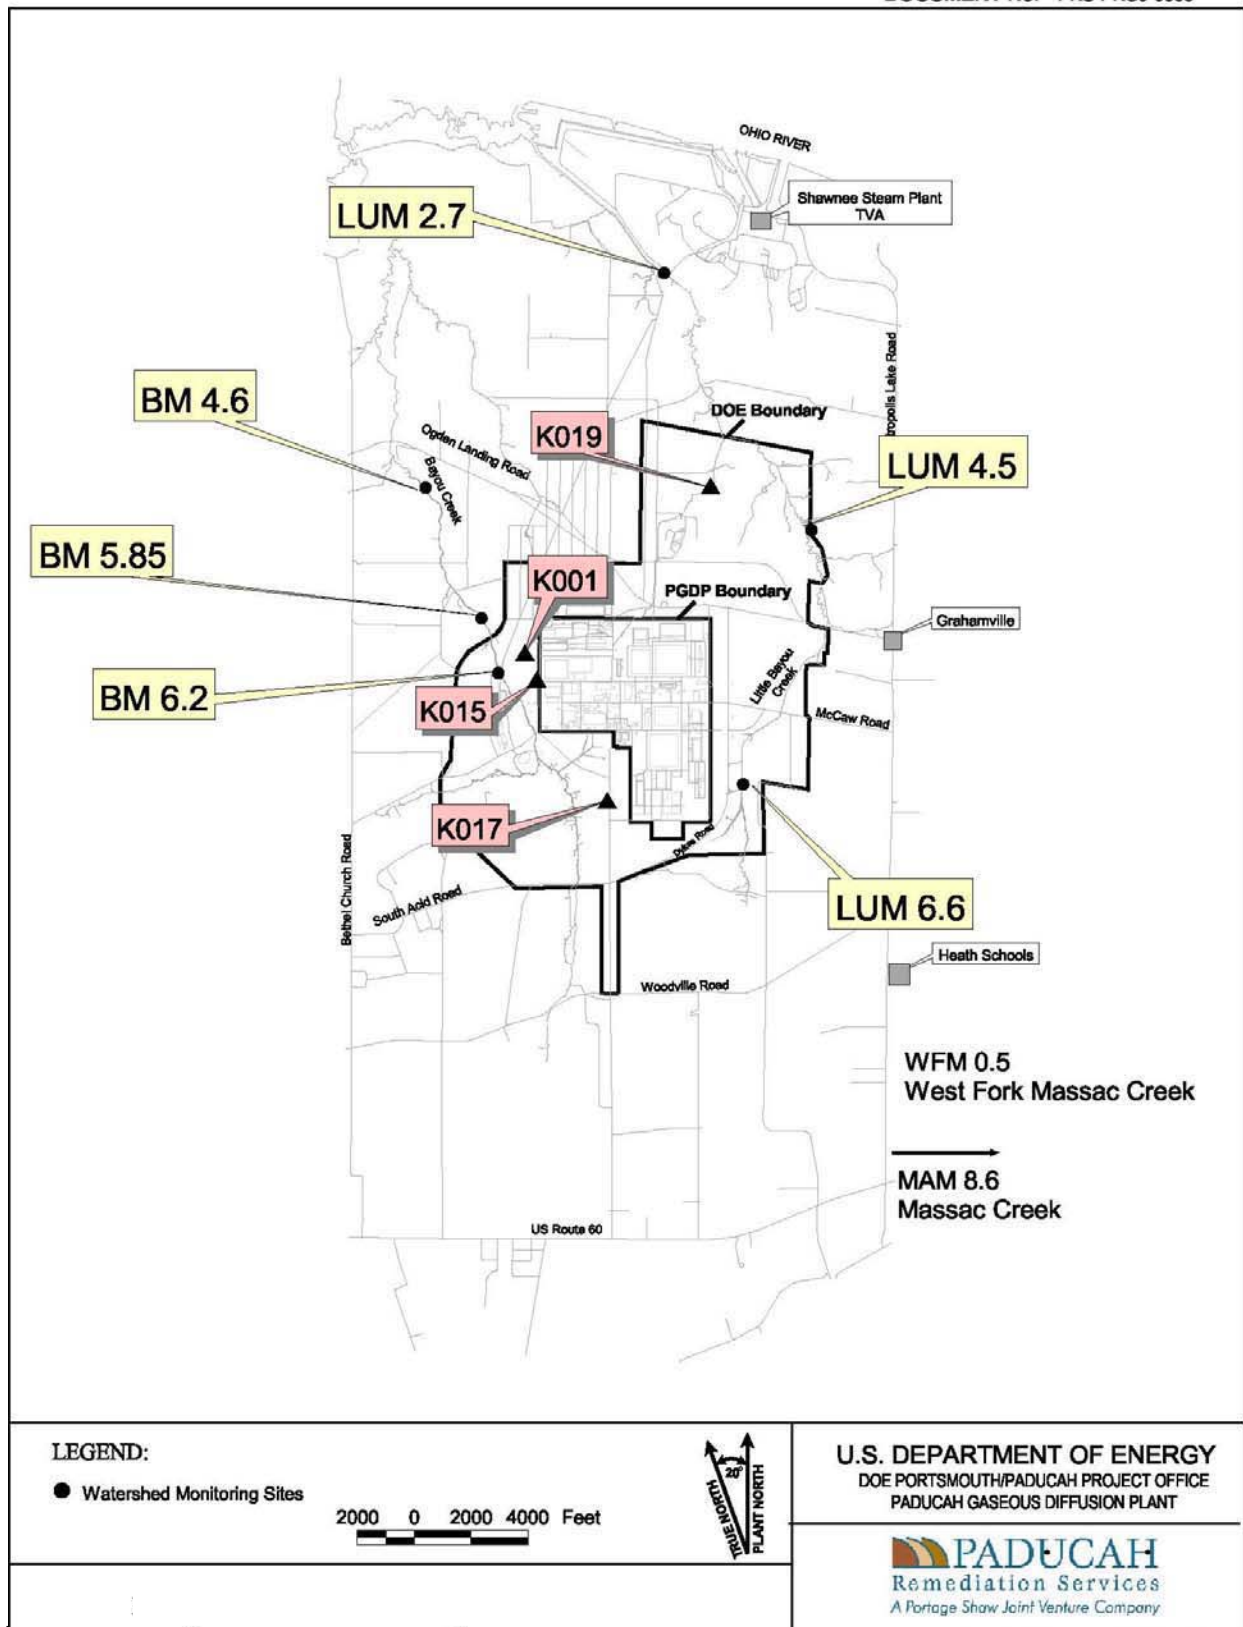 OHIO RIVER
Shawnee Steam Plant
TVA
LUM 2.7
Metropolis Lake Road
BM 4.6
DOE Boundary
K019
Ogden Landing Road
LUM 4.5
Bayou Creek
BM 5.85
K001
PGDP Boundary
Grahamville
Little Bayou
Creek
BM 6.2
K015
McCaw Road
K017
Dykes Road
Bethel Church Road
South Acid Road
LUM 6.6
Heath Schools
Woodville Road
WFM 0.5
West Fork Massac Creek
MAM 8.6
Massac Creek
US Route 60
LEGEND:
Watershed Monitoring Sites
2000 0 2000 4000 Feet
20°
TRUE NORTH
PLANT NORTH
U.S. DEPARTMENT OF ENERGY
DOE PORTSMOUTH/PADUCAH PROJECT OFFICE
PADUCAH GASEOUS DIFFUSION PLANT
PADUCAH
Remediation Services
A Portage Shaw Joint Venture Company